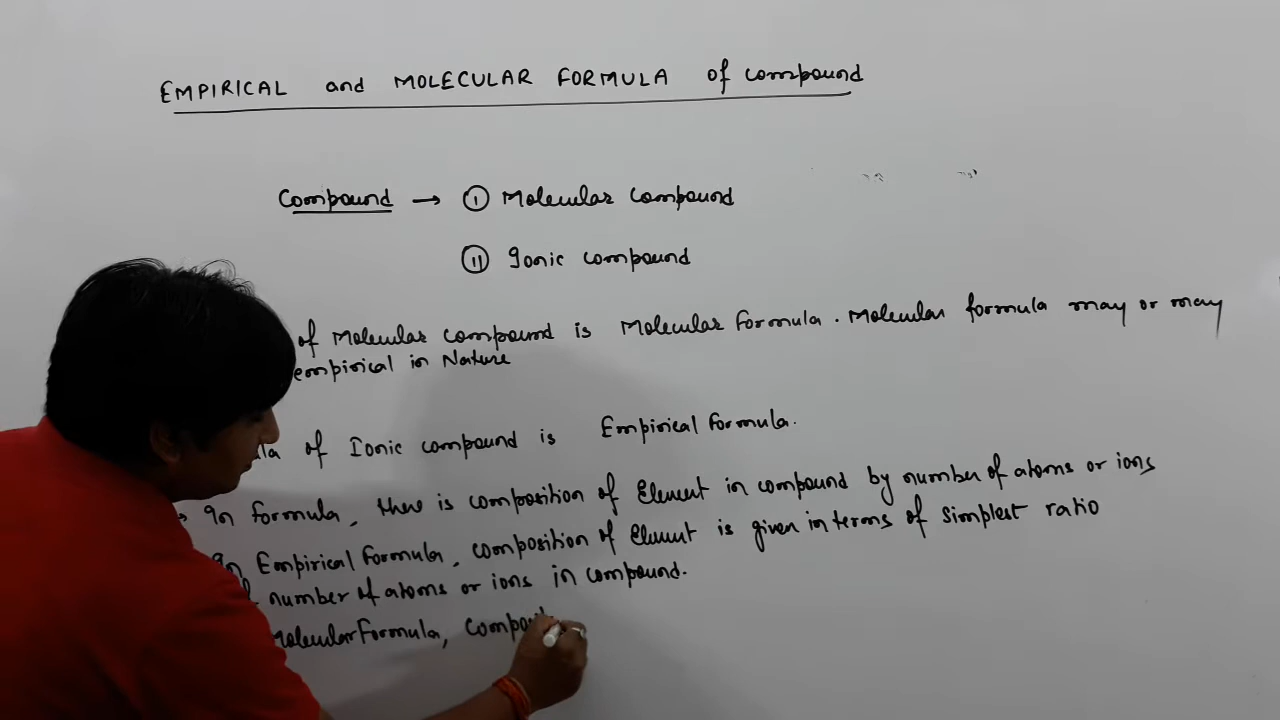 EMPIRICAL and MOLECULAR FORMULA of compound
Compound → (I) Molecular compound
(II) Ionic compound
of Molecular compound is Molecular Formula. Molecular formula may or may
empirical in Nature
of Ionic compound is Empirical Formula.
In Formula, there is composition of Element in compound by number of atoms or ions
In Empirical Formula, composition of Element is given in terms of simplest ratio
number of atoms or ions in compound.
Molecular Formula,